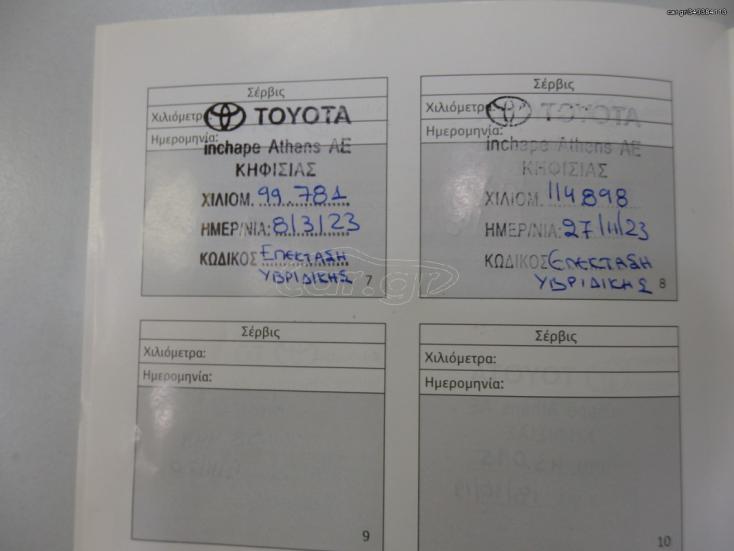 car.gr
Σέρβις
Χιλιόμετρα:
Ημερομηνία:
TOYOTA
inchape Athens AE
ΚΗΦΙΣΙΑΣ
ΧΙΛΙΟΜ. 99.781
ΗΜΕΡ/ΝΙΑ: 8/3/23
ΚΩΔΙΚΟΣ ΕΠΕΚΤΑΣΗ
ΥΒΡΙΔΙΚΗΣ
7
Σέρβις
Χιλιόμετρα:
Ημερομηνία:
TOYOTA
inchape Athens AE
ΚΗΦΙΣΙΑΣ
ΧΙΛΙΟΜ. 114898
ΗΜΕΡ/ΝΙΑ: 27/11/23
ΚΩΔΙΚΟΣ ΕΠΕΚΤΑΣΗ
ΥΒΡΙΔΙΚΗΣ
8
Σέρβις
Χιλιόμετρα:
Ημερομηνία:
9
Σέρβις
Χιλιόμετρα:
Ημερομηνία:
10